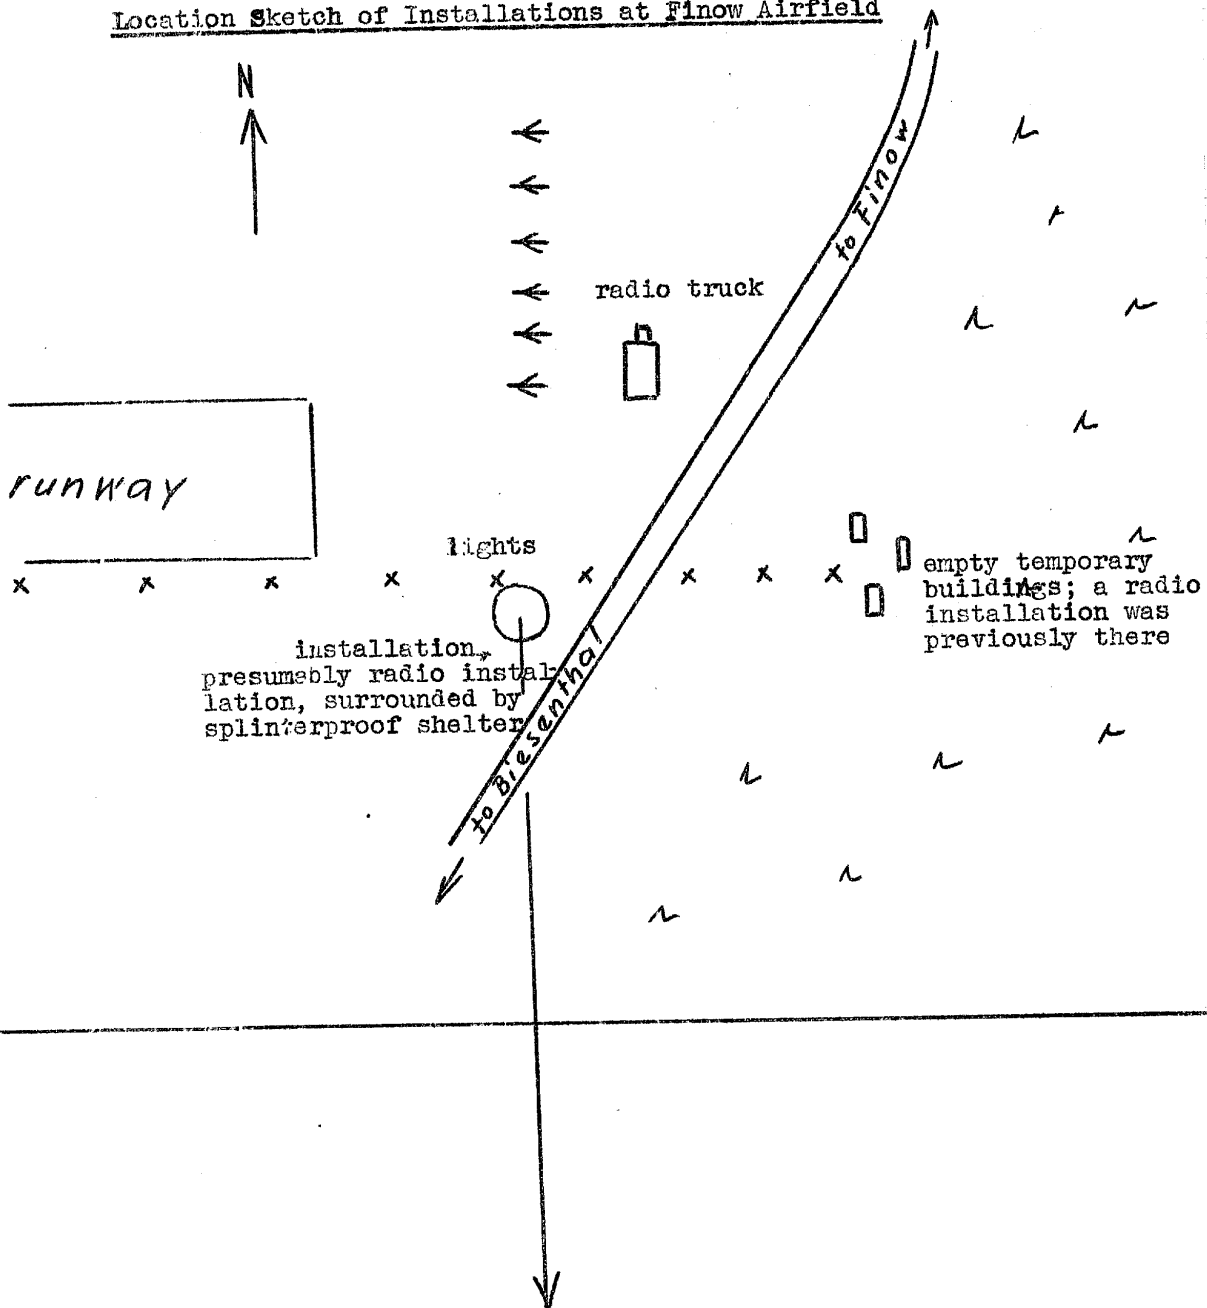 Location Sketch of Installations at Finow Airfield
N
to Finow
radio truck
runway
lights
empty temporary
buildings; a radio
installation was
previously there
installation,
presumably radio instal-
lation, surrounded by
splinterproof shelter
to Biesenthal